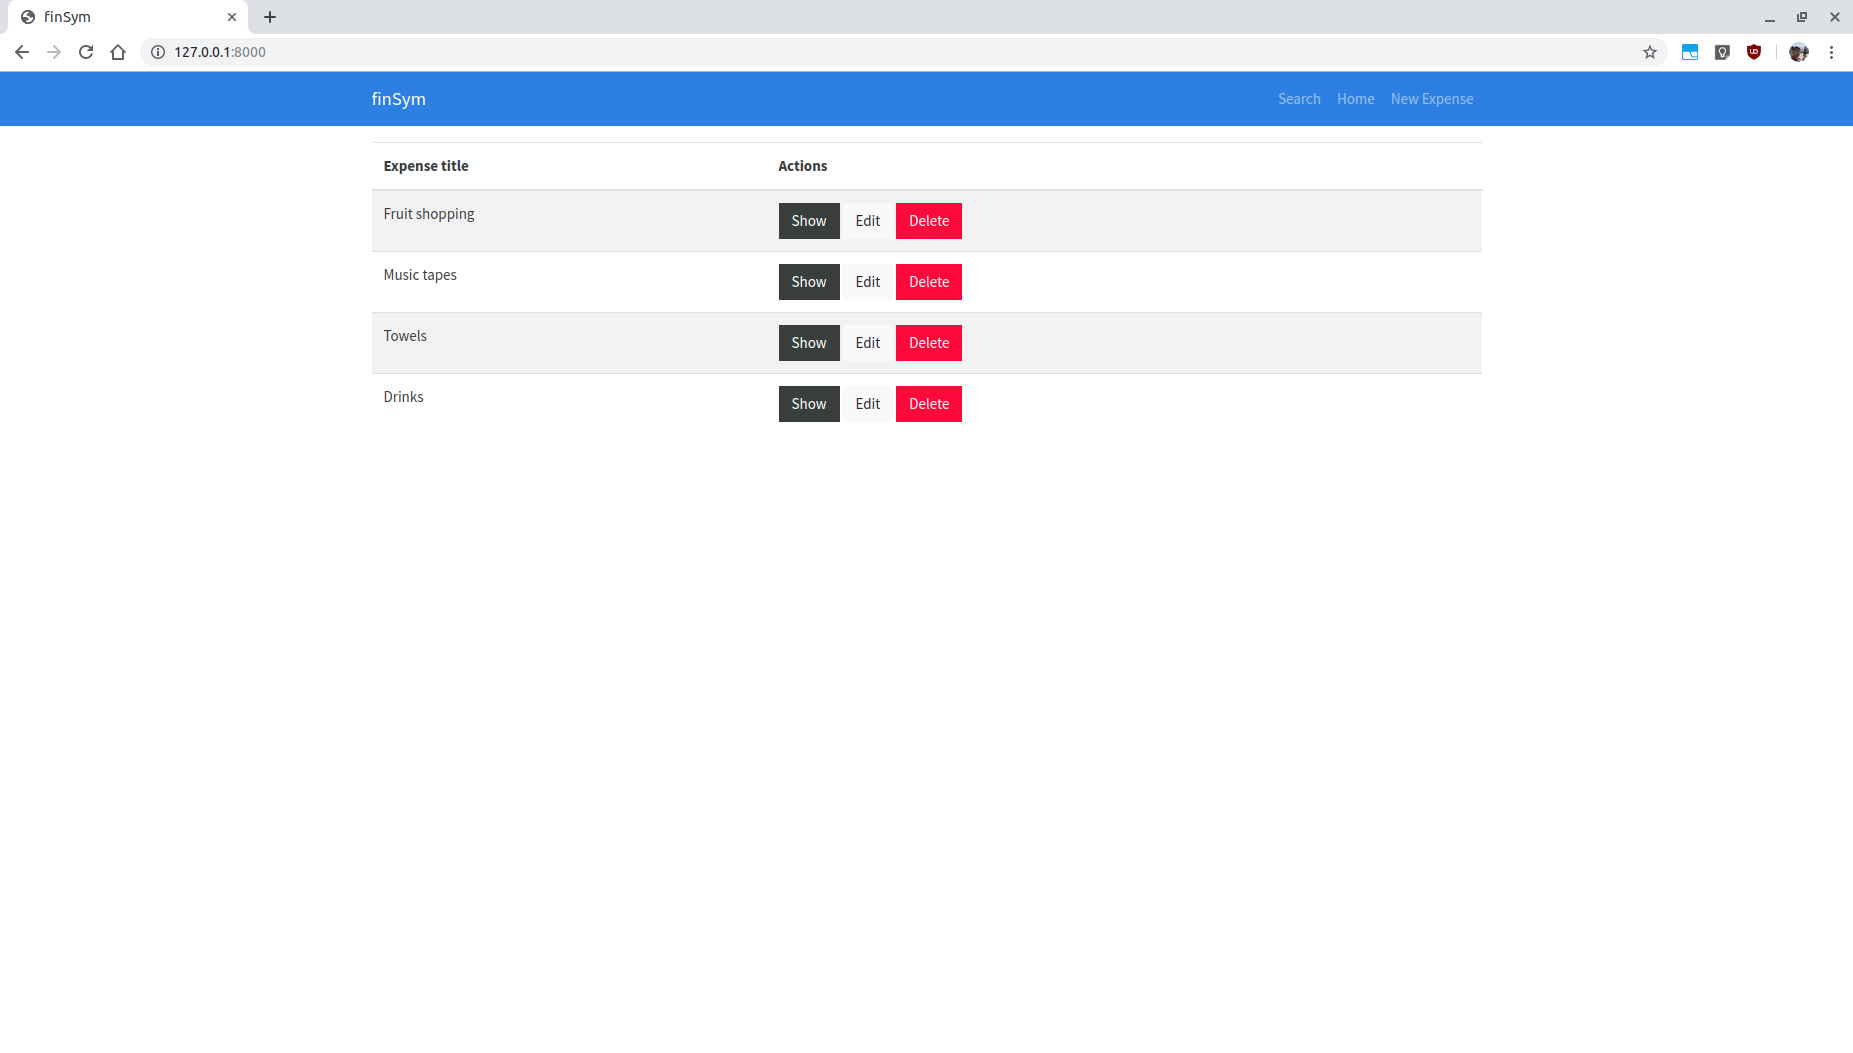 finSym
127.0.0.1:8000
finSym Search Home New Expense
Expense title Actions
Fruit shopping Show Edit Delete
Music tapes Show Edit Delete
Towels Show Edit Delete
Drinks Show Edit Delete